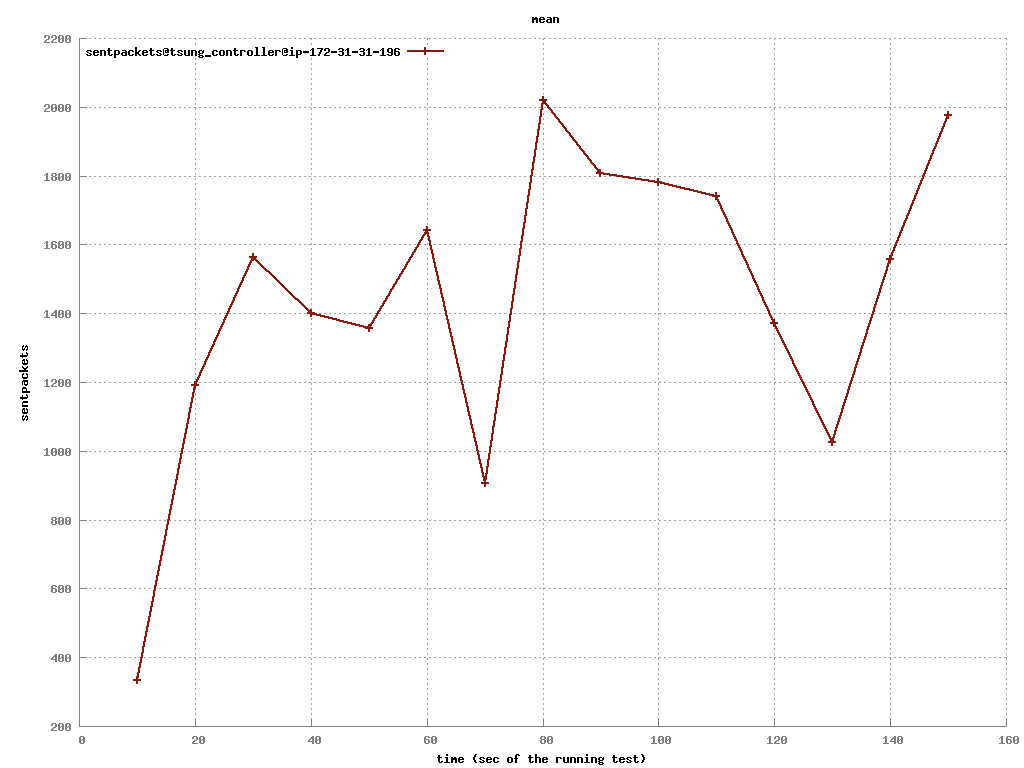 mean
2200
sentpackets@tsung_controller@ip-172-31-31-196
2000
1800
1600
1400
1200
1000
800
600
400
200
sentpackets
0 20 40 60 80 100 120 140 160
time (sec of the running test)